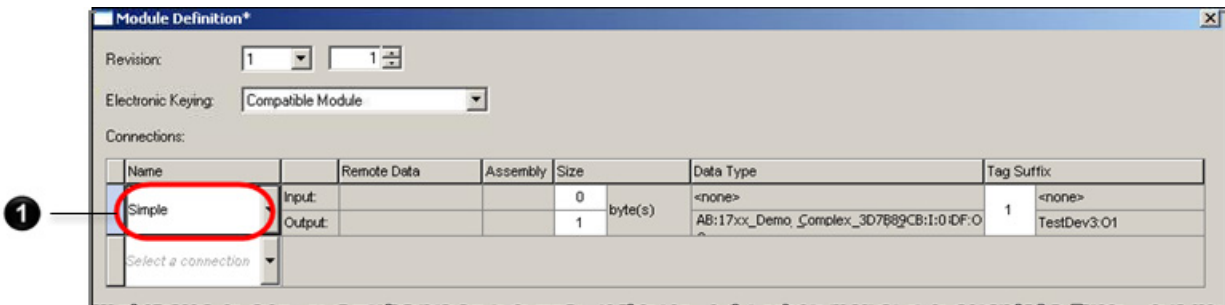 Module Definition*
Revision: 1 1
Electronic Keying: Compatible Module
Connections:
Name Remote Data Assembly Size Data Type Tag Suffix
1
Simple
Input: 0 <none> <none>
byte(s) 1
Output: 1 AB:17xx_Demo_Complex_3D7B89CB:I:0:DF:O TestDev3:O1
Select a connection